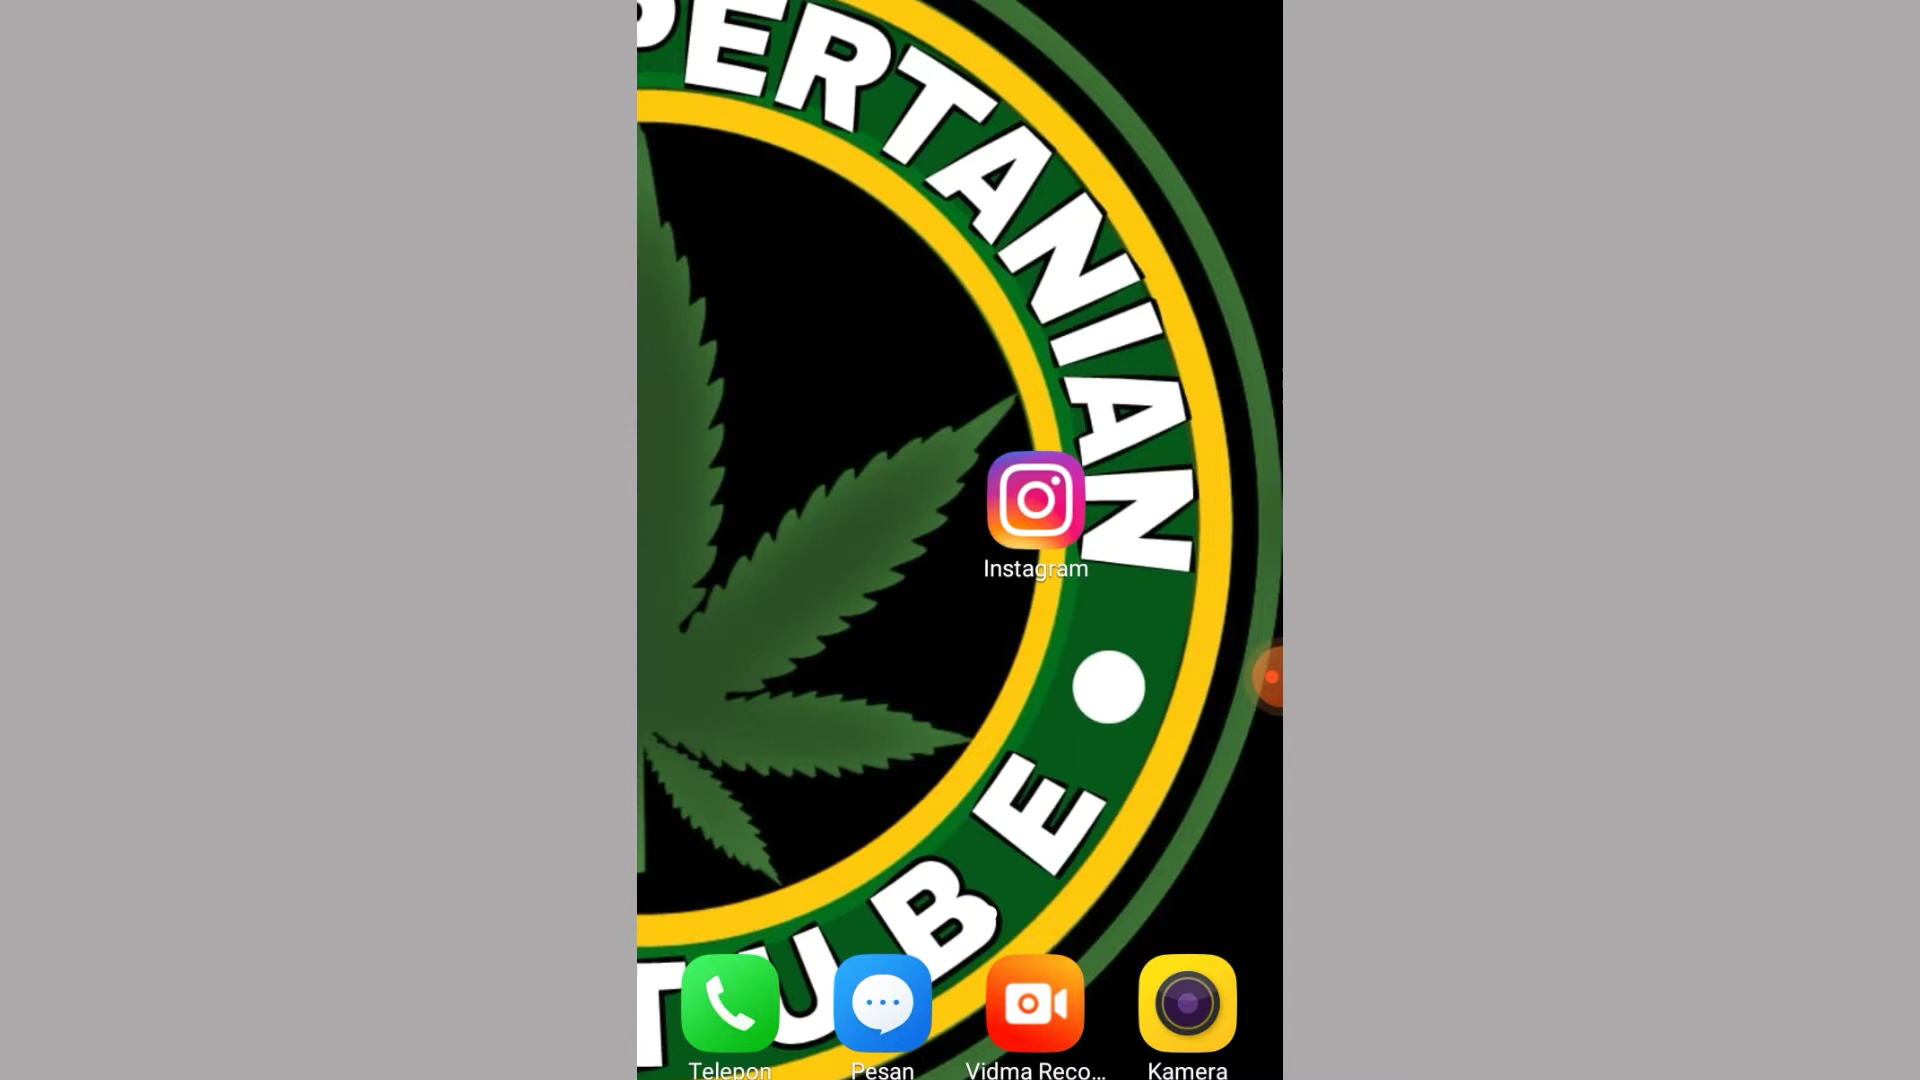 PERTANIAN
TUBE
Instagram
Telepon
Pesan
Vidma Reco...
Kamera